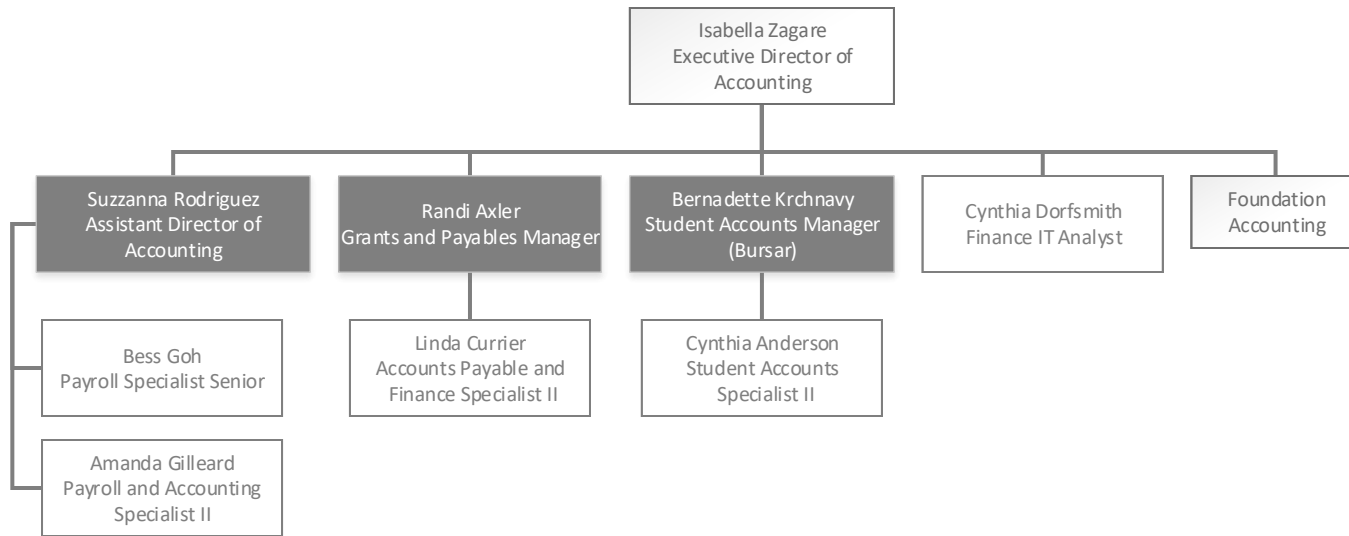 Isabella Zagare
Executive Director of
Accounting
Suzzanna Rodriguez
Assistant Director of
Accounting
Randi Axler
Grants and Payables Manager
Bernadette Krchnavy
Student Accounts Manager
(Bursar)
Cynthia Dorfsmith
Finance IT Analyst
Foundation
Accounting
Bess Goh
Payroll Specialist Senior
Linda Currier
Accounts Payable and
Finance Specialist II
Cynthia Anderson
Student Accounts
Specialist II
Amanda Gilleard
Payroll and Accounting
Specialist II